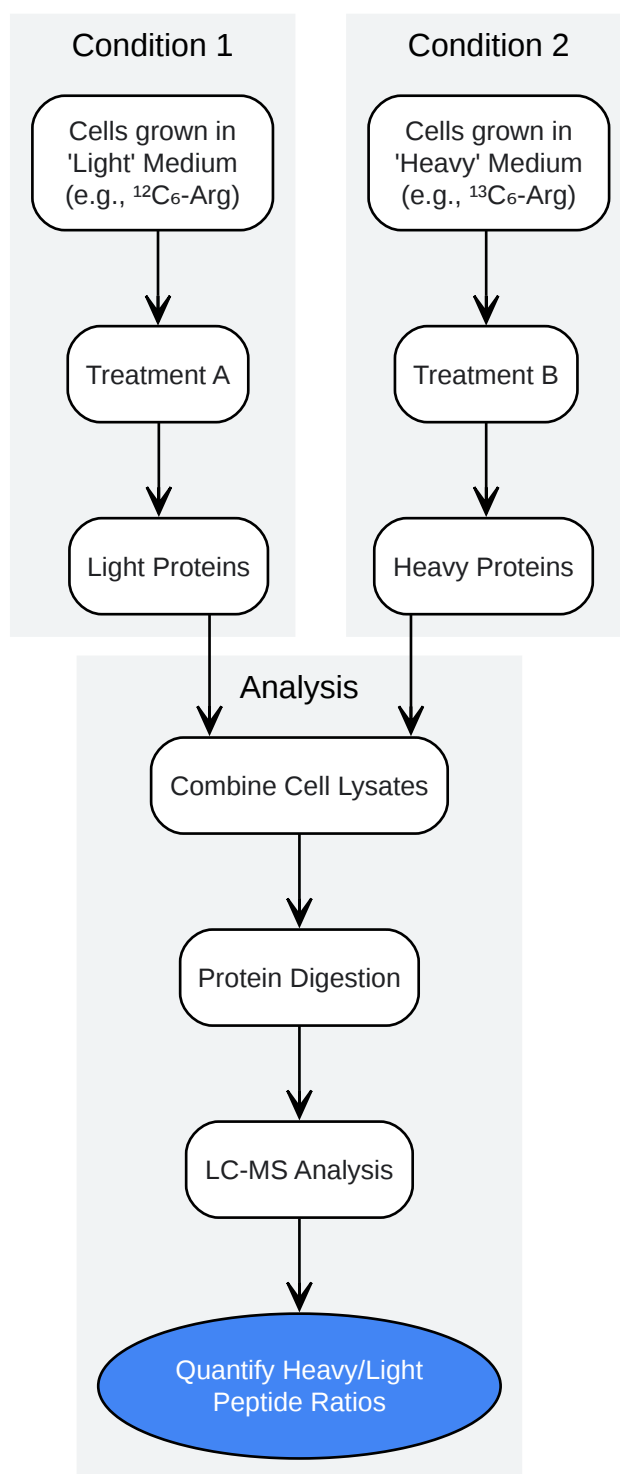 Condition 1
Condition 2
Cells grown in
'Light' Medium
(e.g., ¹²C₆-Arg)
Cells grown in
'Heavy' Medium
(e.g., ¹³C₆-Arg)
Treatment A
Treatment B
Light Proteins
Heavy Proteins
Analysis
Combine Cell Lysates
Protein Digestion
LC-MS Analysis
Quantify Heavy/Light
Peptide Ratios